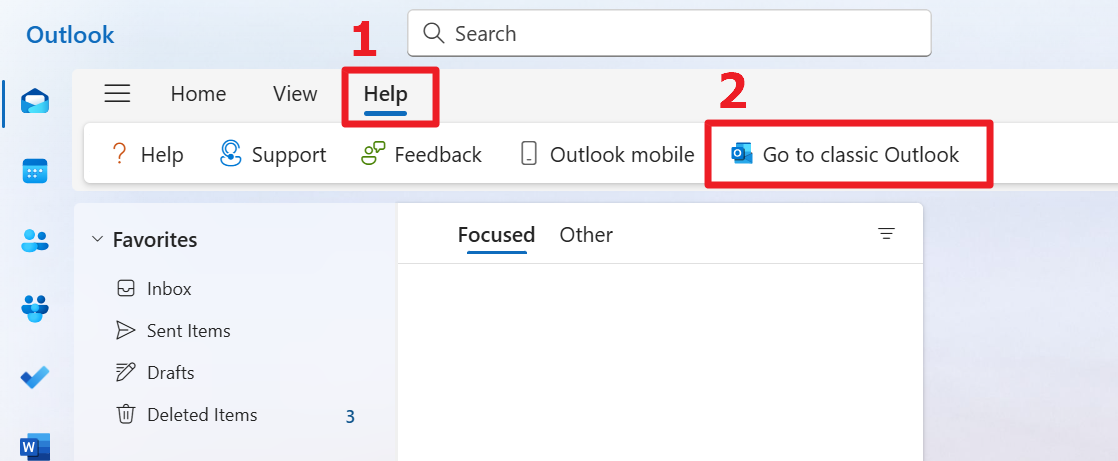 Outlook
Search
1
Home View Help
2
? Help Support Feedback Outlook mobile Go to classic Outlook
Favorites
Focused Other
Inbox
Sent Items
Drafts
Deleted Items 3
W